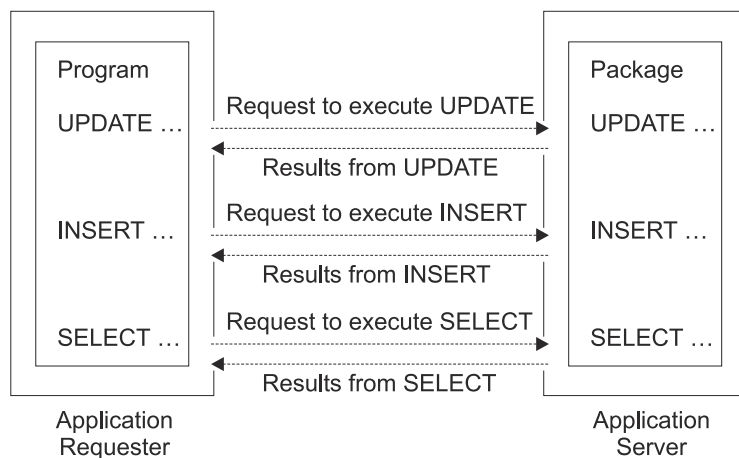 Program
Package
Request to execute UPDATE
UPDATE …
UPDATE …
Results from UPDATE
Request to execute INSERT
INSERT …
INSERT …
Results from INSERT
Request to execute SELECT
SELECT …
SELECT …
Results from SELECT
Application
Requester
Application
Server